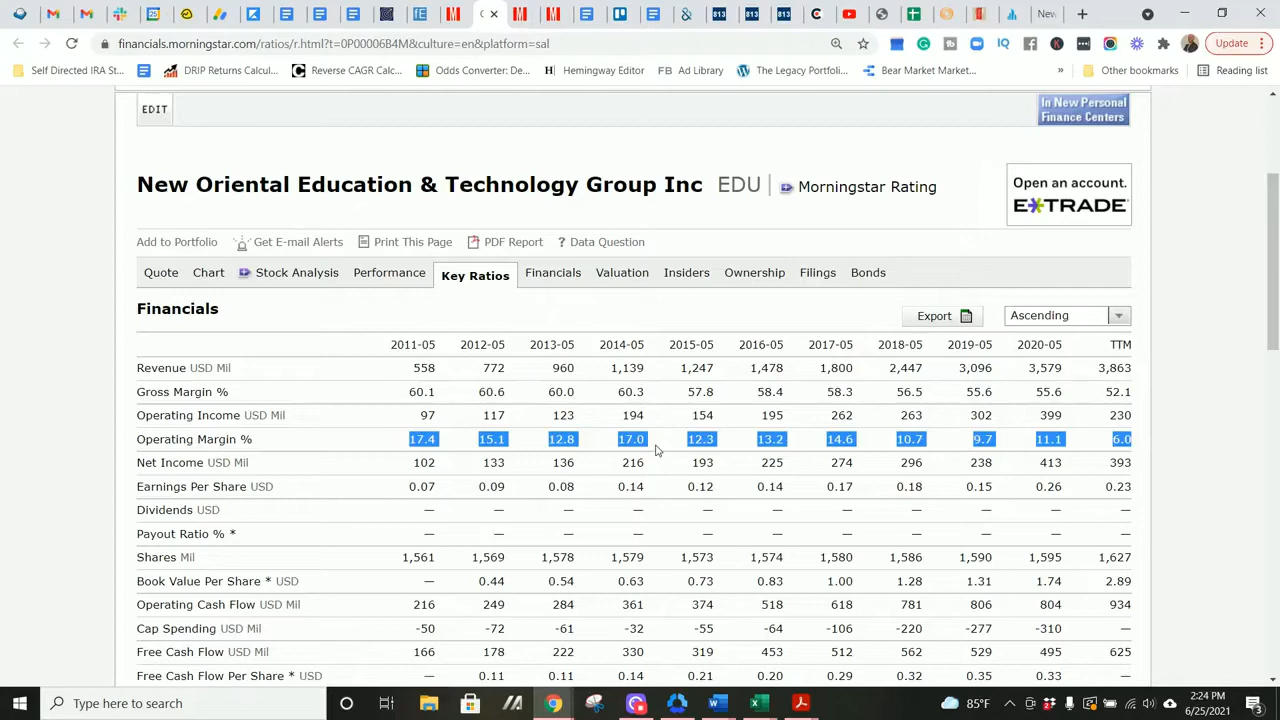 New
financials.morningstar.com/ratios/r.html?t=0P00006B4M&culture=en&platform=sal
Update
Self Directed IRA St...
DRIP Returns Calcul...
Reverse CAGR Calc...
Odds Converter: De...
Hemingway Editor
FB Ad Library
The Legacy Portfoli...
Bear Market Market...
»
Other bookmarks
Reading list
EDIT
In New Personal
Finance Centers
New Oriental Education & Technology Group Inc EDU Morningstar Rating
Open an account.
E*TRADE
Add to Portfolio Get E-mail Alerts Print This Page PDF Report ? Data Question
Quote Chart Stock Analysis Performance Key Ratios Financials Valuation Insiders Ownership Filings Bonds
Financials
Export Ascending
2011-05 2012-05 2013-05 2014-05 2015-05 2016-05 2017-05 2018-05 2019-05 2020-05 TTM
Revenue USD Mil 558 772 960 1,139 1,247 1,478 1,800 2,447 3,096 3,579 3,863
Gross Margin % 60.1 60.6 60.0 60.3 57.8 58.4 58.3 56.5 55.6 55.6 52.1
Operating Income USD Mil 97 117 123 194 154 195 262 263 302 399 230
Operating Margin % 17.4 15.1 12.8 17.0 12.3 13.2 14.6 10.7 9.7 11.1 6.0
Net Income USD Mil 102 133 136 216 193 225 274 296 238 413 393
Earnings Per Share USD 0.07 0.09 0.08 0.14 0.12 0.14 0.17 0.18 0.15 0.26 0.23
Dividends USD — — — — — — — — — — —
Payout Ratio % * — — — — — — — — — — —
Shares Mil 1,561 1,569 1,578 1,579 1,573 1,574 1,580 1,586 1,590 1,595 1,627
Book Value Per Share * USD — 0.44 0.54 0.63 0.73 0.83 1.00 1.28 1.31 1.74 2.89
Operating Cash Flow USD Mil 216 249 284 361 374 518 618 781 806 804 934
Cap Spending USD Mil -50 -72 -61 -32 -55 -64 -106 -220 -277 -310 —
Free Cash Flow USD Mil 166 178 222 330 319 453 512 562 529 495 625
Free Cash Flow Per Share * USD — 0.11 0.11 0.14 0.21 0.20 0.29 0.32 0.35 0.33 —
Type here to search
85°F
2:24 PM
6/25/2021